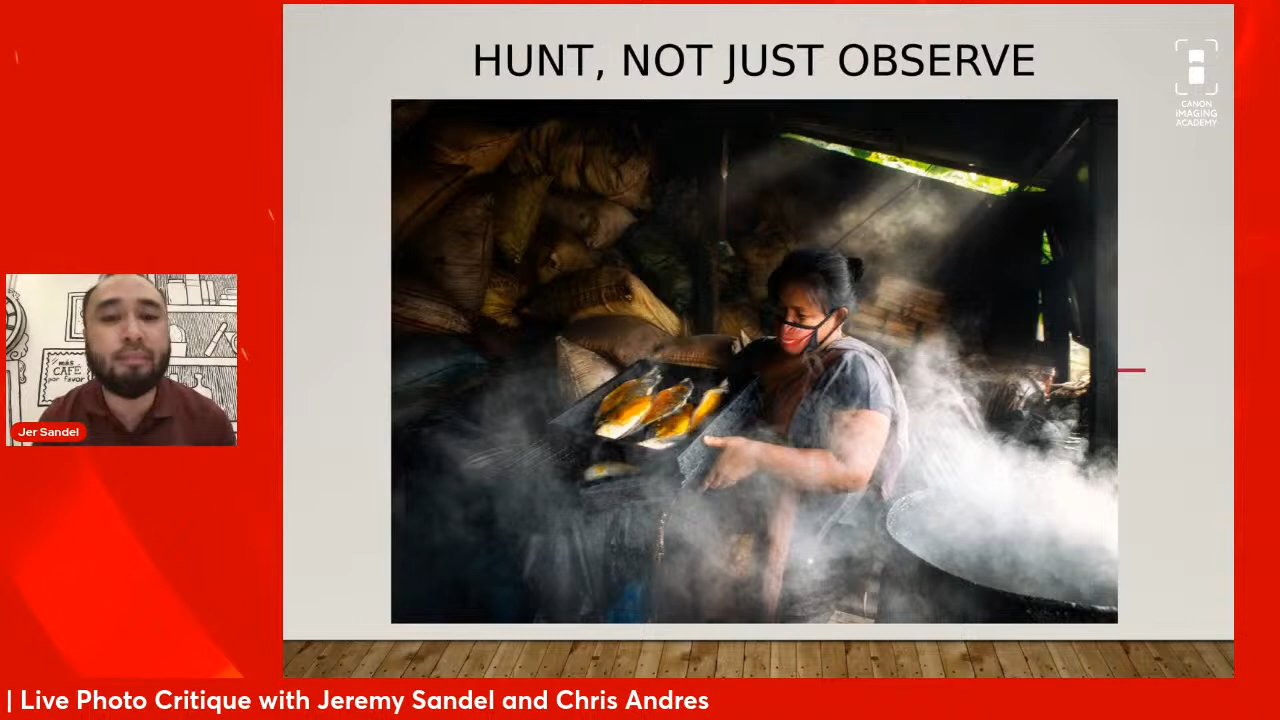 HUNT, NOT JUST OBSERVE
CANON
iMAGING
ACADEMY
más
CAFÉ
por favor
Jer Sandel
| Live Photo Critique with Jeremy Sandel and Chris Andres